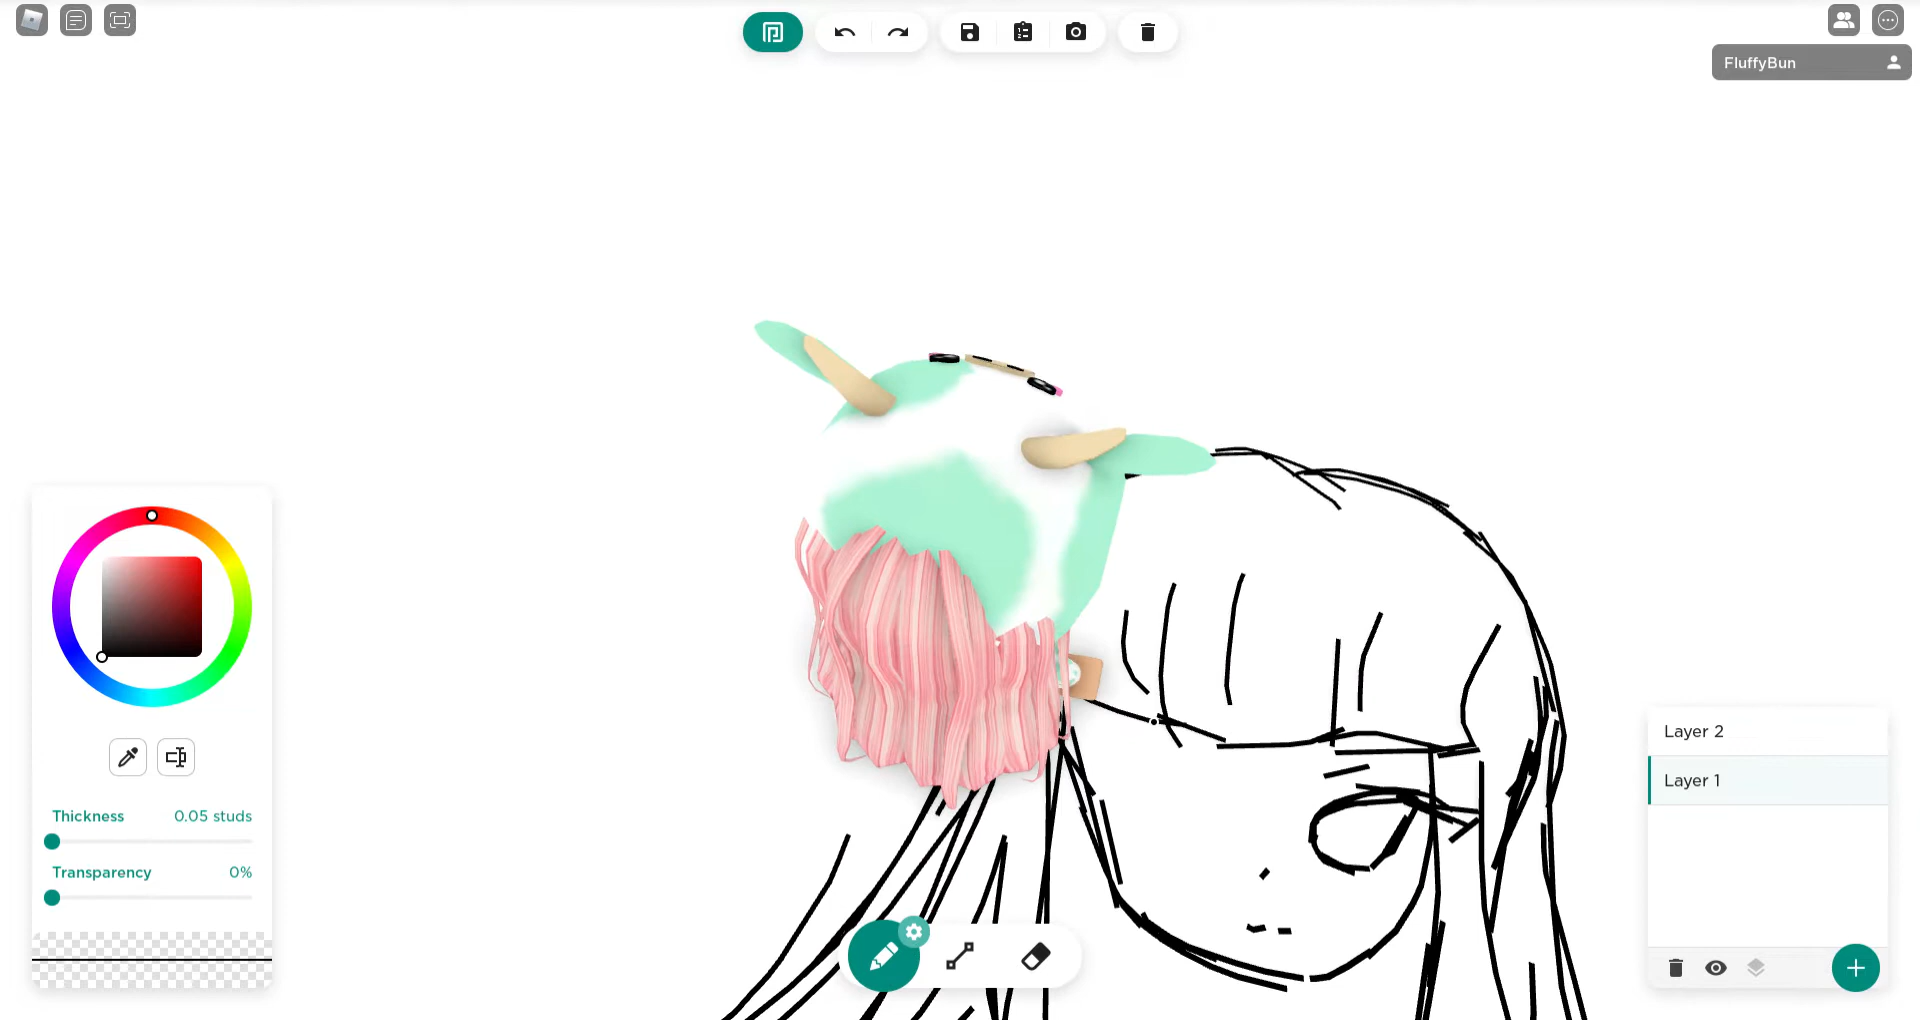 FluffyBun
Thickness 0.05 studs
Transparency 0%
Layer 2
Layer 1